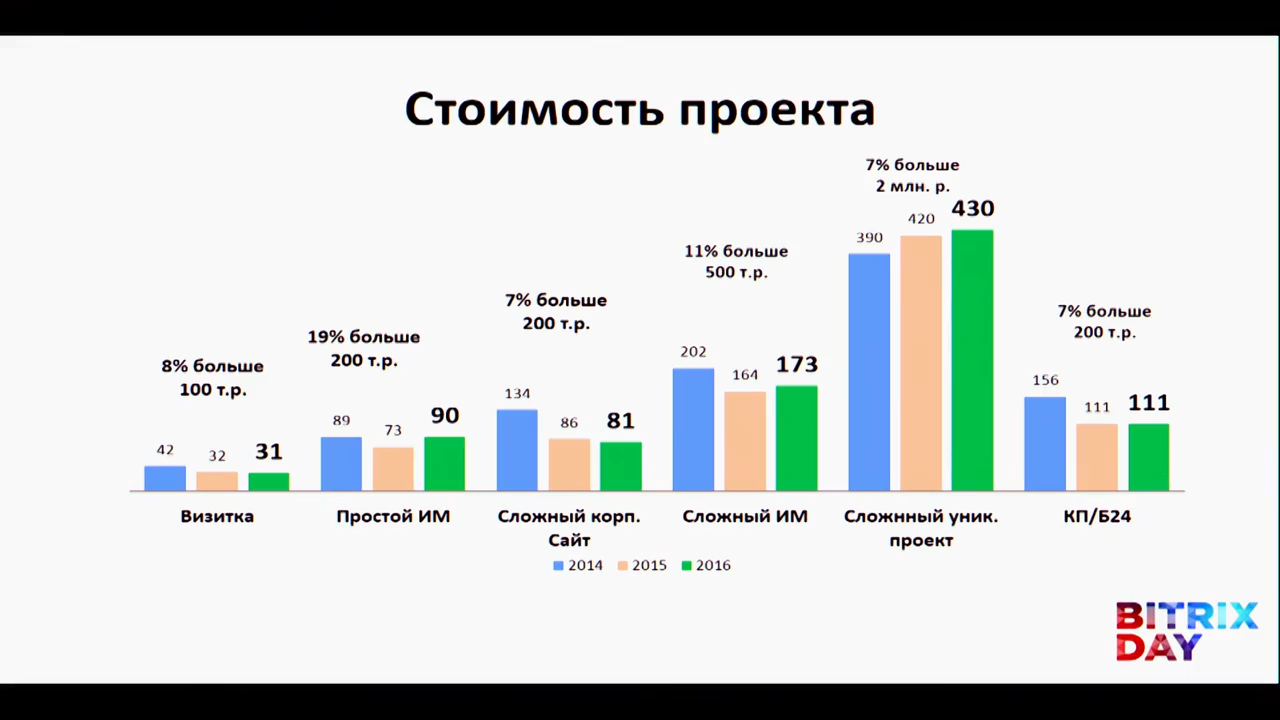 Стоимость проекта
7% больше
2 млн. р.
390
420
430
11% больше
500 т.р.
202
164
173
7% больше
200 т.р.
134
86
81
7% больше
200 т.р.
156
111
111
19% больше
200 т.р.
89
73
90
8% больше
100 т.р.
42
32
31
Визитка
Простой ИМ
Сложный корп.
Сайт
Сложный ИМ
Сложнный уник.
проект
КП/Б24
2014 2015 2016
BITRIX
DAY